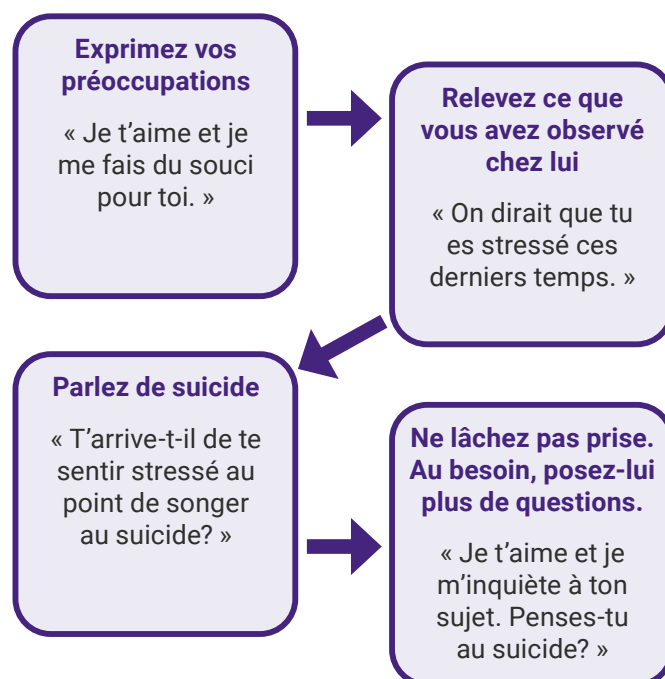 Exprimez vos
préoccupations
« Je t'aime et je
me fais du souci
pour toi. »
Relevez ce que
vous avez observé
chez lui
« On dirait que tu
es stressé ces
derniers temps. »
Parlez de suicide
« T'arrive-t-il de te
sentir stressé au
point de songer
au suicide? »
Ne lâchez pas prise.
Au besoin, posez-lui
plus de questions.
« Je t'aime et je
m'inquiète à ton
sujet. Penses-tu
au suicide? »